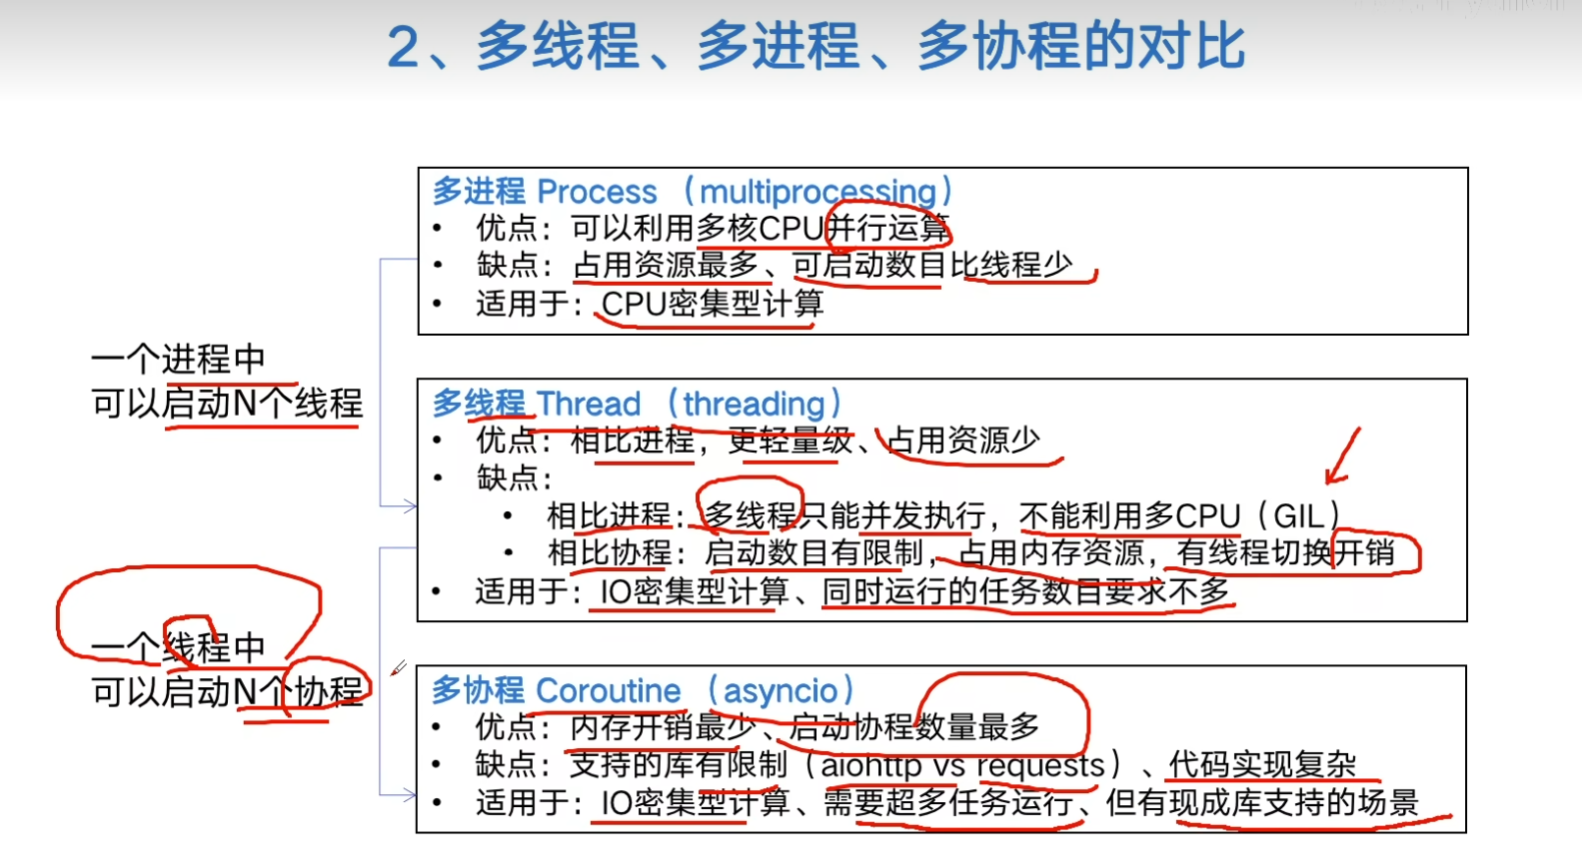 2、多线程、多进程、多协程的对比
多进程 Process （multiprocessing）
• 优点：可以利用多核CPU并行运算
• 缺点：占用资源最多、可启动数目比线程少
• 适用于：CPU密集型计算
一个进程中
可以启动N个线程
多线程 Thread （threading）
• 优点：相比进程，更轻量级、占用资源少
• 缺点：
• 相比进程：多线程只能并发执行，不能利用多CPU（GIL）
• 相比协程：启动数目有限制，占用内存资源，有线程切换开销
• 适用于：IO密集型计算、同时运行的任务数目要求不多
一个线程中
可以启动N个协程
多协程 Coroutine （asyncio）
• 优点：内存开销最少、启动协程数量最多
• 缺点：支持的库有限制（aiohttp vs requests）、代码实现复杂
• 适用于：IO密集型计算、需要超多任务运行、但有现成库支持的场景